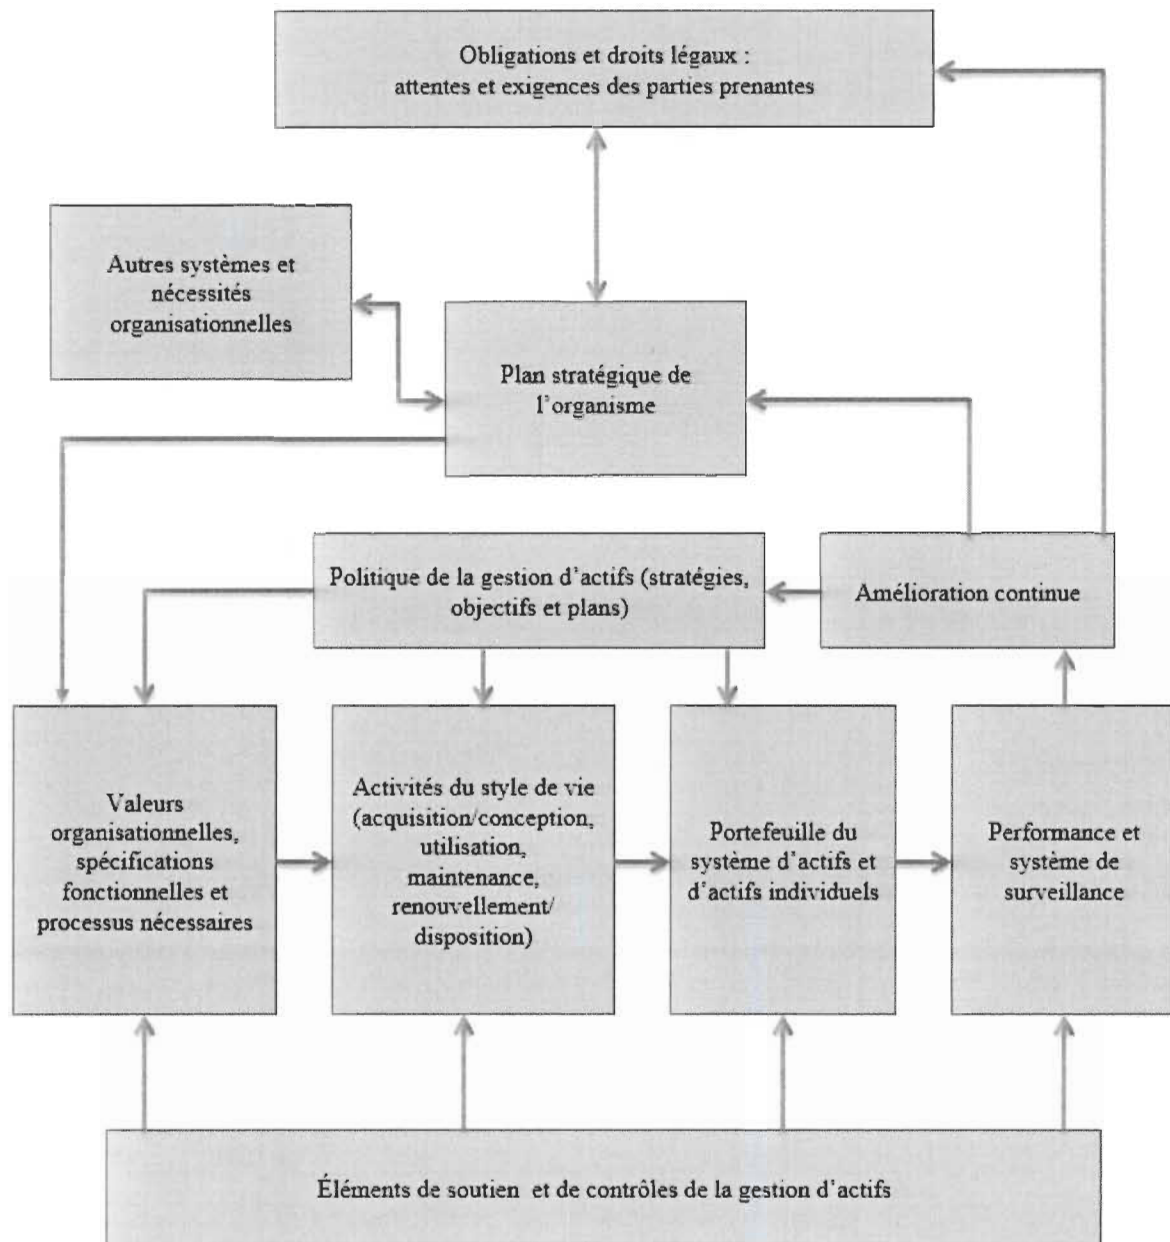 Obligations et droits légaux :
attentes et exigences des parties prenantes
Autres systèmes et
nécessités
organisationnelles
Plan stratégique de
l'organisme
Politique de la gestion d'actifs (stratégies,
objectifs et plans)
Amélioration continue
Valeurs
organisationnelles,
spécifications
fonctionnelles et
processus nécessaires
Activités du style de vie
(acquisition/conception,
utilisation,
maintenance,
renouvellement/
disposition)
Portefeuille du
système d'actifs et
d'actifs individuels
Performance et
système de
surveillance
Éléments de soutien et de contrôles de la gestion d'actifs